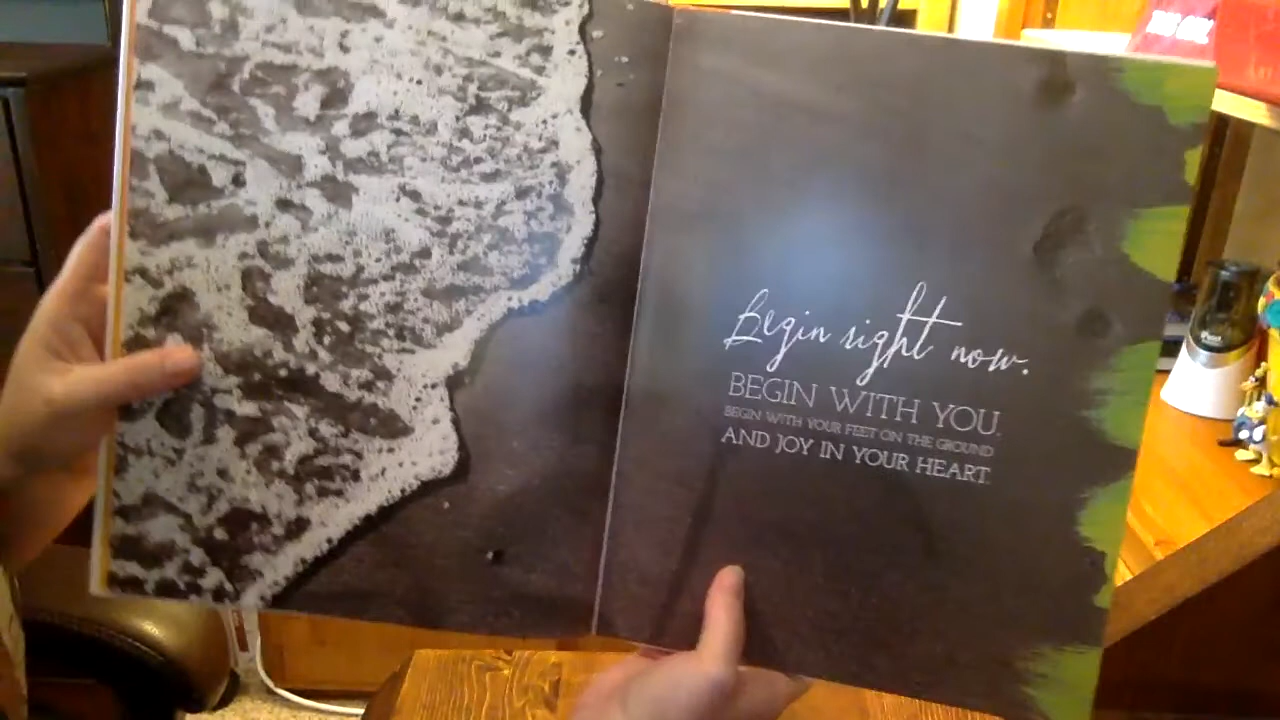 Begin right now.
BEGIN WITH YOU.
BEGIN WITH YOUR FEET ON THE GROUND
AND JOY IN YOUR HEART.